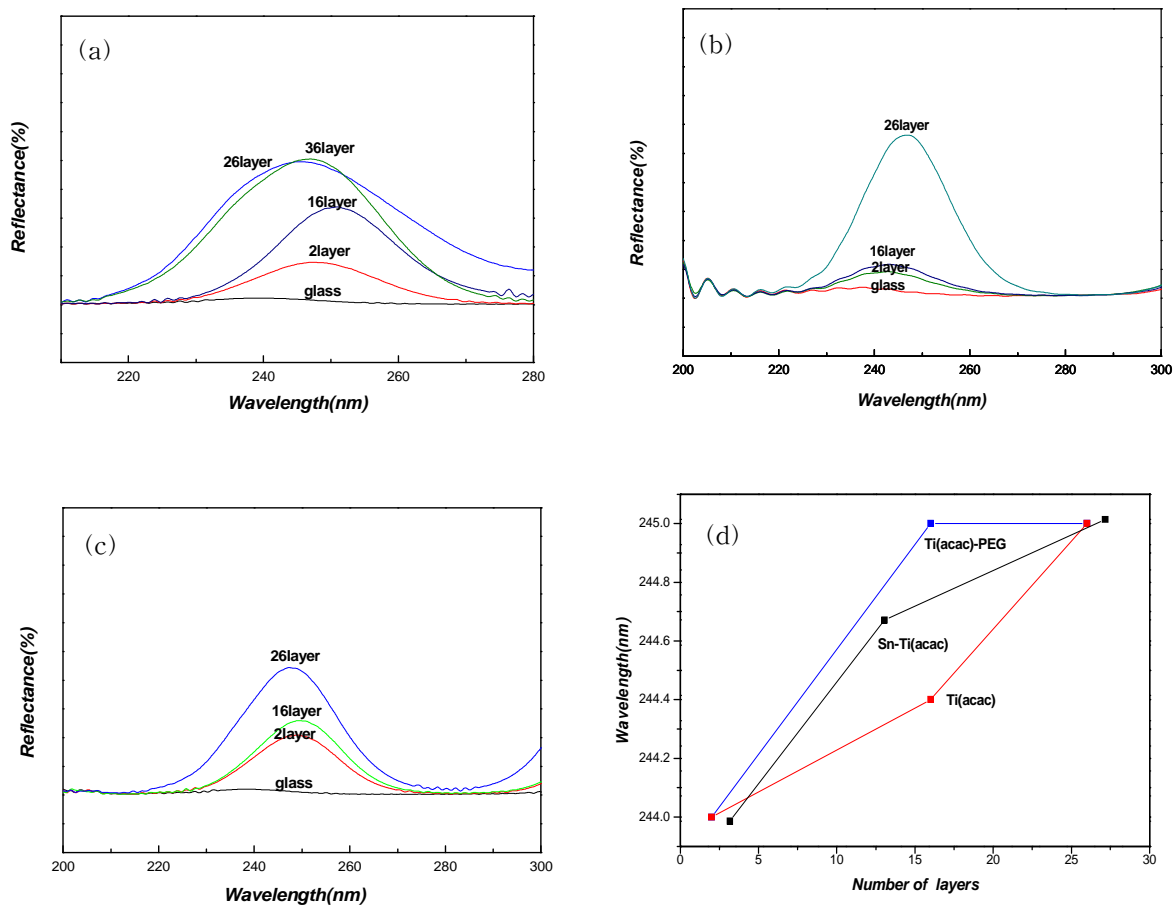 (a)
Reflectance(%)
36layer
26layer
16layer
2layer
glass
220
240
260
280
Wavelength(nm)
(b)
Reflectance(%)
26layer
16layer
2layer
glass
200
220
240
260
280
300
Wavelength(nm)
(c)
Reflectance(%)
26layer
16layer
2layer
glass
200
220
240
260
280
300
Wavelength(nm)
(d)
Wavelength(nm)
245.0
244.8
244.6
244.4
244.2
244.0
Ti(acac)-PEG
Sn-Ti(acac)
Ti(acac)
0
5
10
15
20
25
30
Number of layers